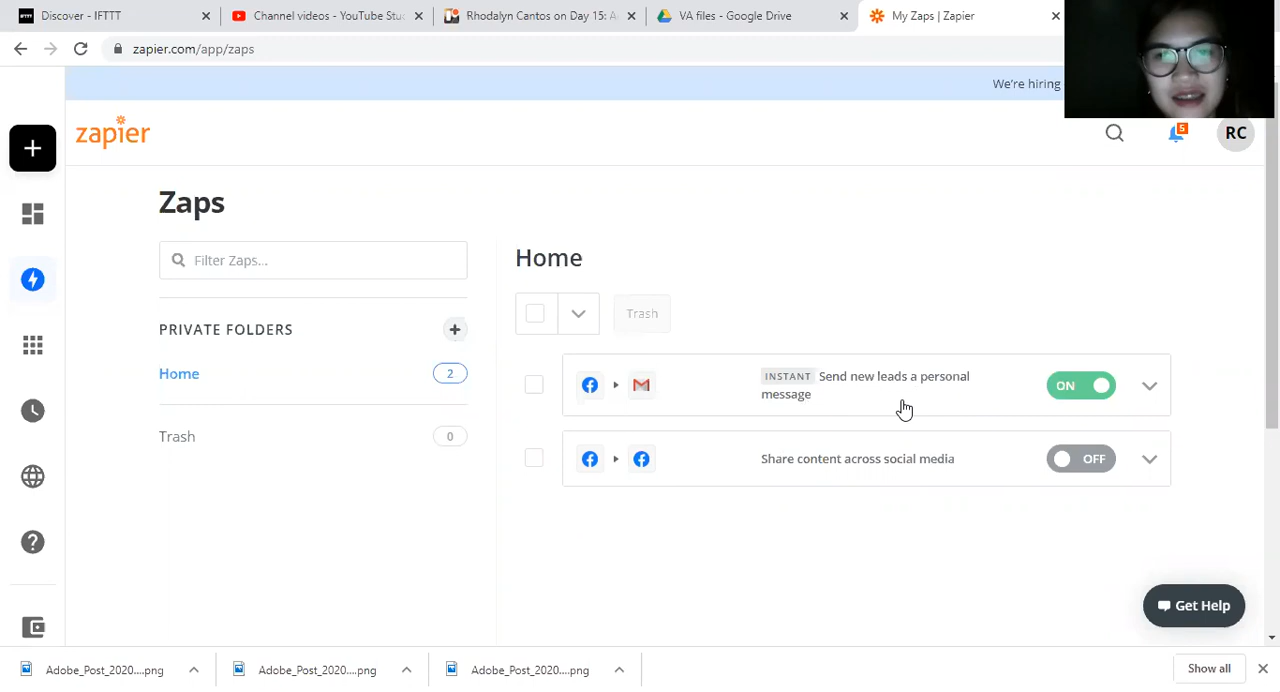 Discover - IFTTT
Channel videos - YouTube Stu
Rhodalyn Cantos on Day 15: A
VA files - Google Drive
My Zaps | Zapier
zapier.com/app/zaps
We're hiring
zapier
5
RC
Zaps
Filter Zaps...
PRIVATE FOLDERS
Home
2
Trash
0
Home
Trash
INSTANT Send new leads a personal
message
ON
Share content across social media
OFF
Get Help
Adobe_Post_2020....png
Adobe_Post_2020....png
Adobe_Post_2020....png
Show all